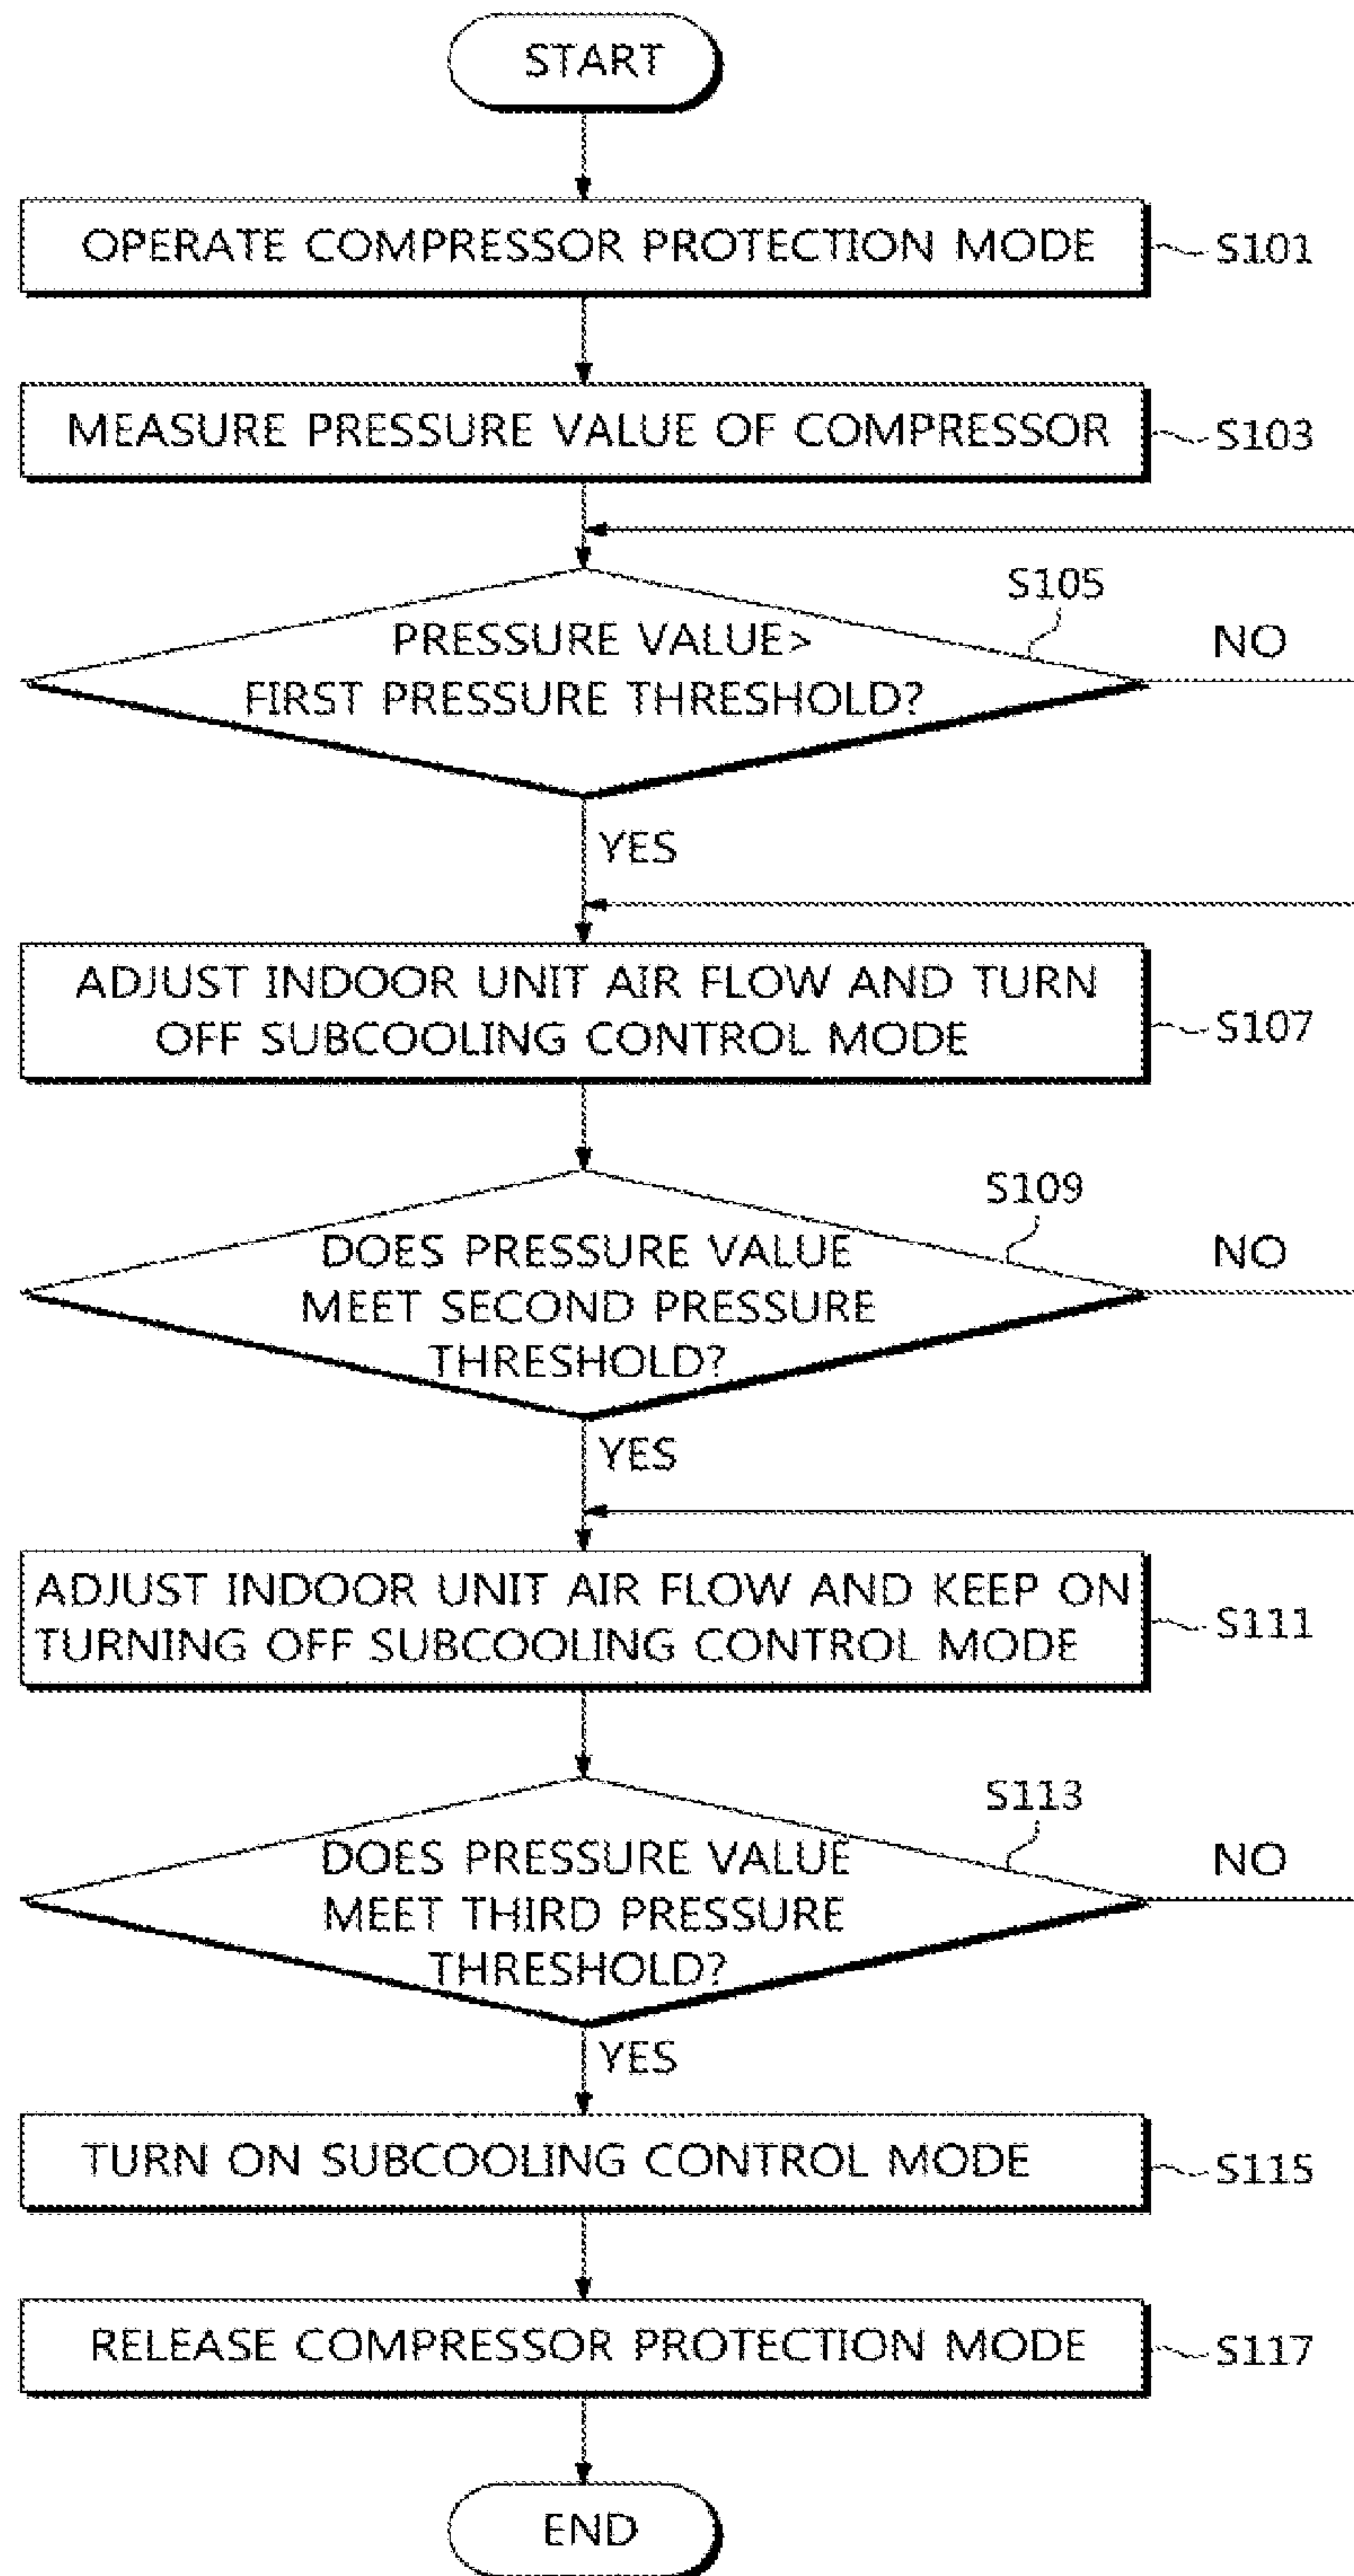 START
OPERATE COMPRESSOR PROTECTION MODE
S101
MEASURE PRESSURE VALUE OF COMPRESSOR
S103
S105
PRESSURE VALUE>
FIRST PRESSURE THRESHOLD?
NO
YES
ADJUST INDOOR UNIT AIR FLOW AND TURN
OFF SUBCOOLING CONTROL MODE
S107
S109
DOES PRESSURE VALUE
MEET SECOND PRESSURE
THRESHOLD?
NO
YES
ADJUST INDOOR UNIT AIR FLOW AND KEEP ON
TURNING OFF SUBCOOLING CONTROL MODE
S111
S113
DOES PRESSURE VALUE
MEET THIRD PRESSURE
THRESHOLD?
NO
YES
TURN ON SUBCOOLING CONTROL MODE
S115
RELEASE COMPRESSOR PROTECTION MODE
S117
END